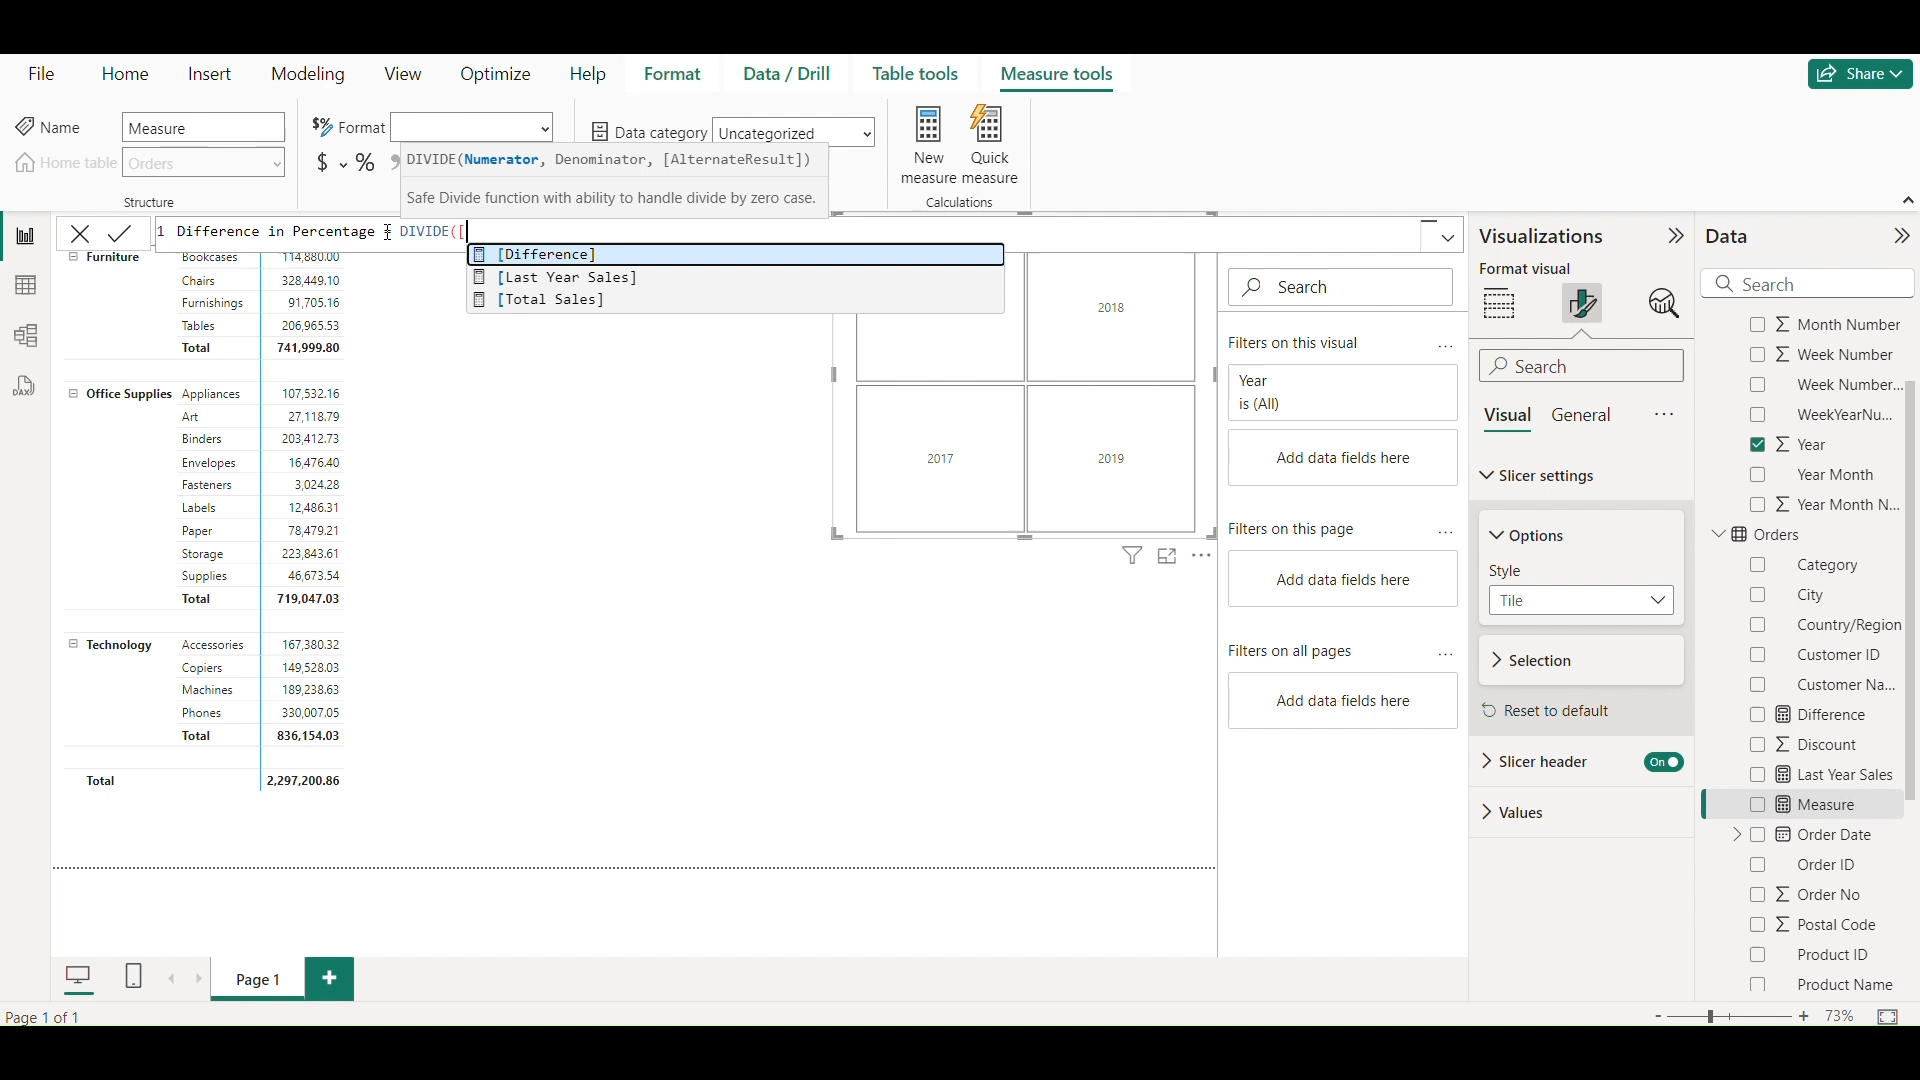 File Home Insert Modeling View Optimize Help Format Data / Drill Table tools Measure tools Share
Name Measure
Home table Orders
Structure
Format
$ % 9
Data category Uncategorized
DIVIDE(Numerator, Denominator, [AlternateResult])
Safe Divide function with ability to handle divide by zero case.
New measure
Quick measure
Calculations
1 Difference in Percentage = DIVIDE([
[Difference]
[Last Year Sales]
[Total Sales]
Furniture Bookcases 114,880.00
Chairs 328,449.10
Furnishings 91,705.16
Tables 206,965.53
Total 741,999.80
Office Supplies Appliances 107,532.16
Art 27,118.79
Binders 203,412.73
Envelopes 16,476.40
Fasteners 3,024.28
Labels 12,486.31
Paper 78,479.21
Storage 223,843.61
Supplies 46,673.54
Total 719,047.03
Technology Accessories 167,380.32
Copiers 149,528.03
Machines 189,238.63
Phones 330,007.05
Total 836,154.03
Total 2,297,200.86
2018
2017 2019
Search
Filters on this visual ...
Year
is (All)
Add data fields here
Filters on this page ...
Add data fields here
Filters on all pages ...
Add data fields here
Visualizations
Format visual
Search
Visual General ...
Slicer settings
Options
Style
Tile
Selection
Reset to default
Slicer header On
Values
Data
Search
Month Number
Week Number
Week Number...
WeekYearNu...
Year
Year Month
Year Month N...
Orders
Category
City
Country/Region
Customer ID
Customer Na...
Difference
Discount
Last Year Sales
Measure
Order Date
Order ID
Order No
Postal Code
Product ID
Product Name
DAX
Page 1 +
Page 1 of 1
- + 73%